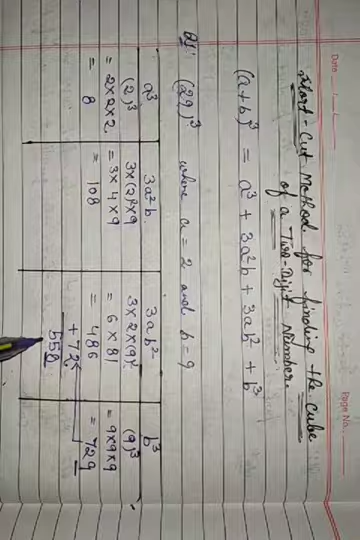 Date
Page No.
Short-Cut Method for finding the Cube
of a Two-Digit Number.
(a+b)³ = a³ + 3a²b + 3ab² + b³
Q1. (29)³ where a = 2 and b = 9
a³ 3a²b 3ab² b³
(2)³ 3×(2)²×9 3×2×(9)² (9)³
= 2×2×2 = 3×4×9 = 6×81 = 9×9×9
= 8 = 108 = 486 = 729
+72
558